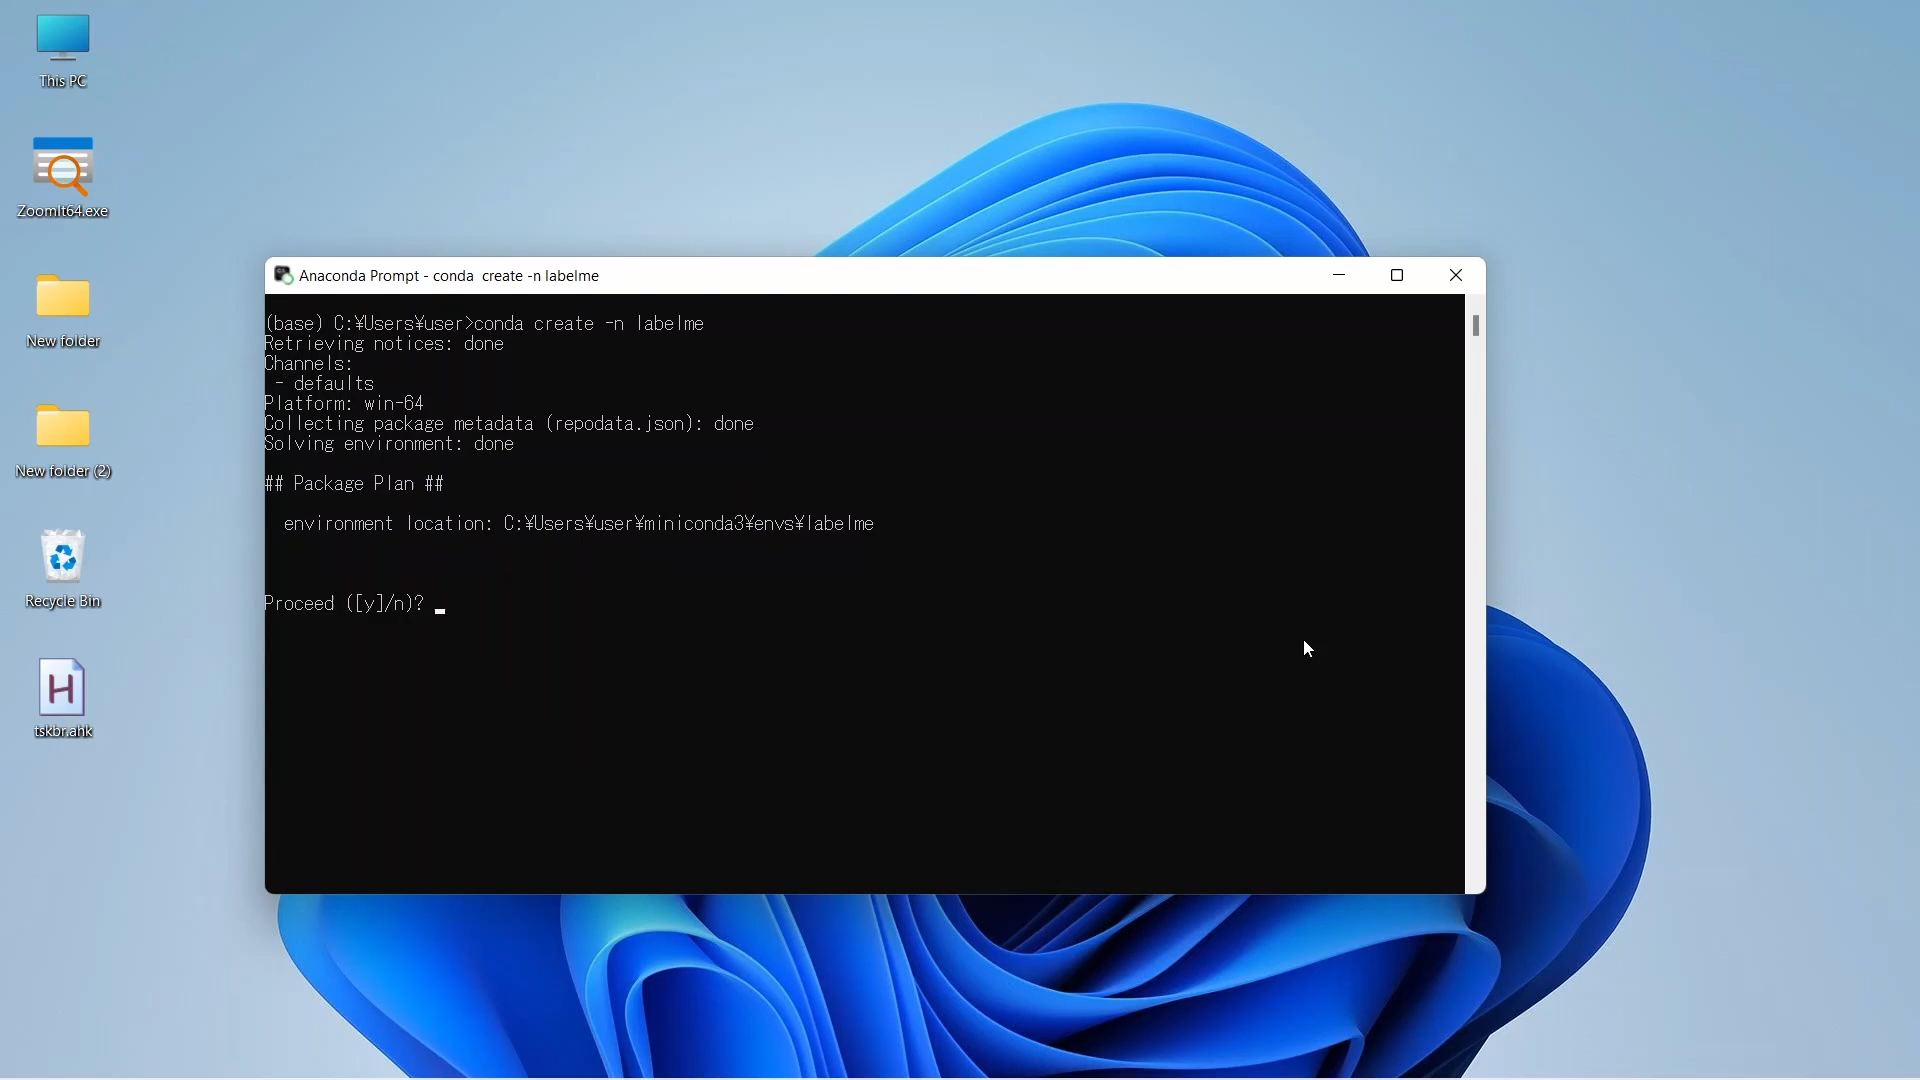 This PC
ZoomIt64.exe
New folder
New folder (2)
Recycle Bin
H
tskbr.ahk
Anaconda Prompt - conda  create -n labelme
(base) C:¥Users¥user>conda create -n labelme
Retrieving notices: done
Channels:
 - defaults
Platform: win-64
Collecting package metadata (repodata.json): done
Solving environment: done
## Package Plan ##
  environment location: C:¥Users¥user¥miniconda3¥envs¥labelme
Proceed ([y]/n)?